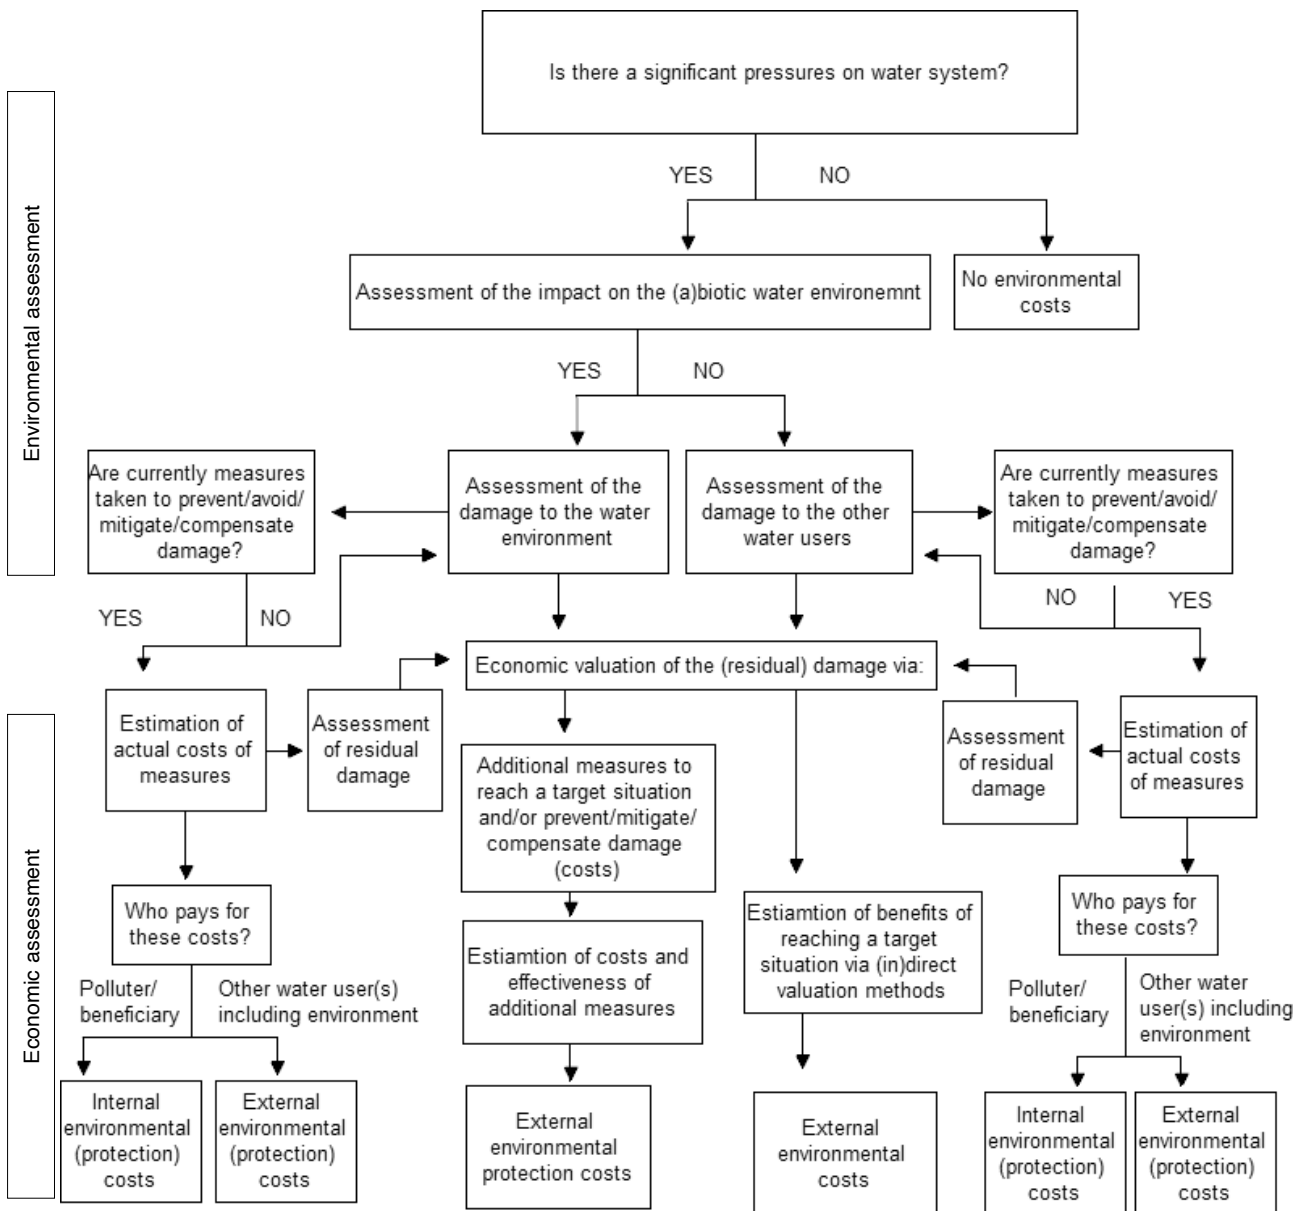 Is there a significant pressures on water system?
YES
NO
Environmental assessment
Assessment of the impact on the (a)biotic water environemnt
No environmental
costs
YES
NO
Are currently measures
taken to prevent/avoid/
mitigate/compensate
damage?
Assessment of the
damage to the water
environment
Assessment of the
damage to the other
water users
Are currently measures
taken to prevent/avoid/
mitigate/compensate
damage?
YES
NO
NO
YES
Economic valuation of the (residual) damage via:
Economic assessment
Estimation of
actual costs of
measures
Assessment
of residual
damage
Additional measures to
reach a target situation
and/or prevent/mitigate/
compensate damage
(costs)
Assessment
of residual
damage
Estimation of
actual costs
of measures
Who pays for
these costs?
Estiamtion of costs and
effectiveness of
additional measures
Estiamtion of benefits of
reaching a target
situation via (in)direct
valuation methods
Who pays for
these costs?
Polluter/
beneficiary
Other water user(s)
including environment
Polluter/
beneficiary
Other water
user(s) including
environment
Internal
environmental
(protection)
costs
External
environmental
(protection)
costs
External
environmental
protection costs
External
environmental
costs
Internal
environmental
(protection)
costs
External
environmental
(protection)
costs